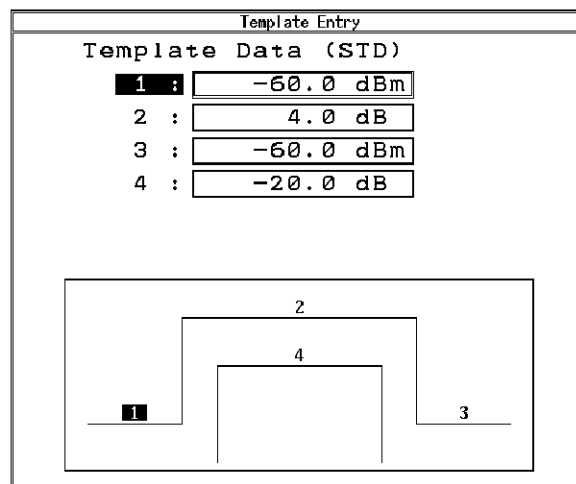 Template Entry
Template Data (STD)
1 : -60.0 dBm
2 : 4.0 dB
3 : -60.0 dBm
4 : -20.0 dB
2
4
1
3